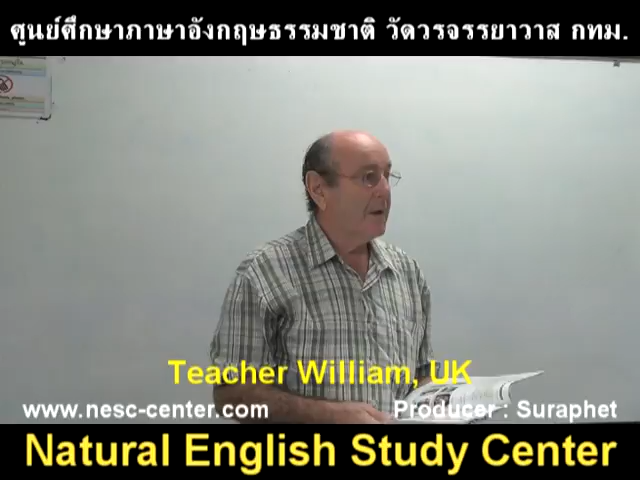 ศูนย์ศึกษาภาษาอังกฤษธรรมชาติ วัดวรจรรยาวาส กทม.
Teacher William, UK
www.nesc-center.com Producer : Suraphet
Natural English Study Center